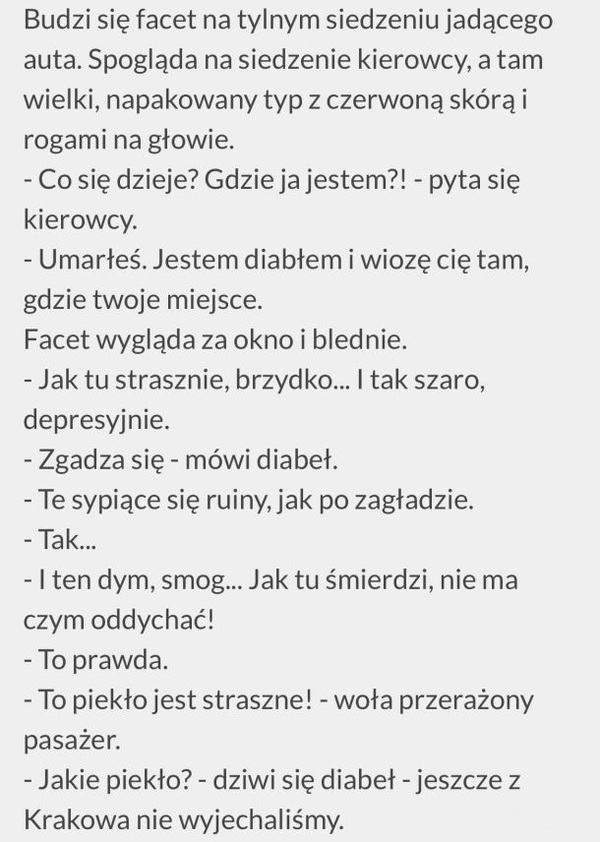 Budzi się facet na tylnym siedzeniu jadącego
auta. Spogląda na siedzenie kierowcy, a tam
wielki, napakowany typ z czerwoną skórą i
rogami na głowie.
- Co się dzieje? Gdzie ja jestem?! - pyta się
kierowcy.
- Umarłeś. Jestem diabłem i wiozę cię tam,
gdzie twoje miejsce.
Facet wygląda za okno i blednie.
- Jak tu strasznie, brzydko... I tak szaro,
depresyjnie.
- Zgadza się - mówi diabeł.
- Te sypiące się ruiny, jak po zagładzie.
- Tak...
- I ten dym, smog... Jak tu śmierdzi, nie ma
czym oddychać!
- To prawda.
- To piekło jest straszne! - woła przerażony
pasażer.
- Jakie piekło? - dziwi się diabeł - jeszcze z
Krakowa nie wyjechaliśmy.